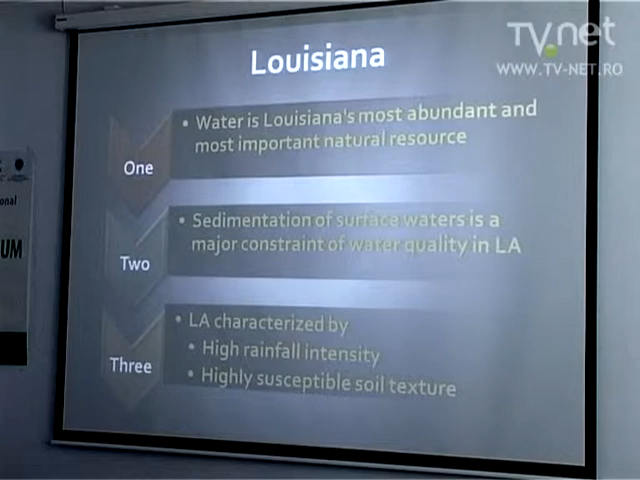 TV.net
WWW.TV-NET.RO
Louisiana
One
• Water is Louisiana's most abundant and
most important natural resource
Two
• Sedimentation of surface waters is a
major constraint of water quality in LA
Three
• LA characterized by
• High rainfall intensity
• Highly susceptible soil texture
onal
UM